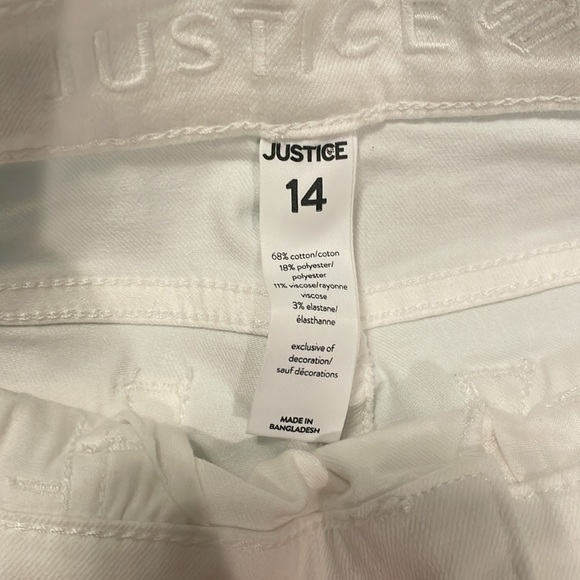 JUSTICE
JUSTICE
14
68% cotton/coton
18% polyester/
polyester
11% viscose/rayonne
viscose
3% elastane/
élasthanne
exclusive of
decoration/
sauf décorations
MADE IN
BANGLADESH